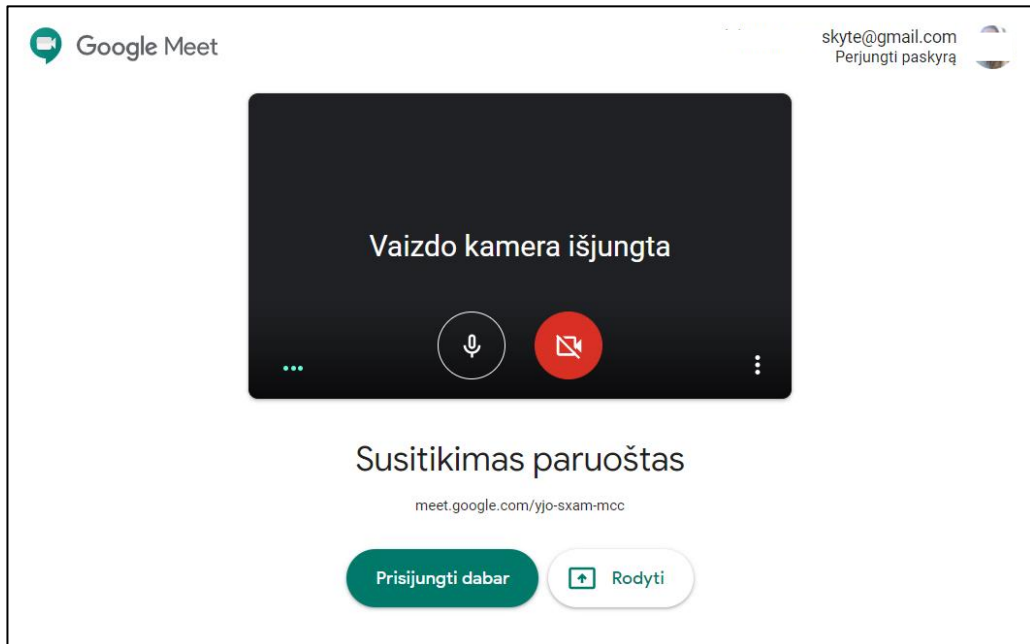 Google Meet
skyte@gmail.com
Perjungti paskyrą
Vaizdo kamera išjungta
Susitikimas paruoštas
meet.google.com/yjo-sxam-mcc
Prisijungti dabar
Rodyti